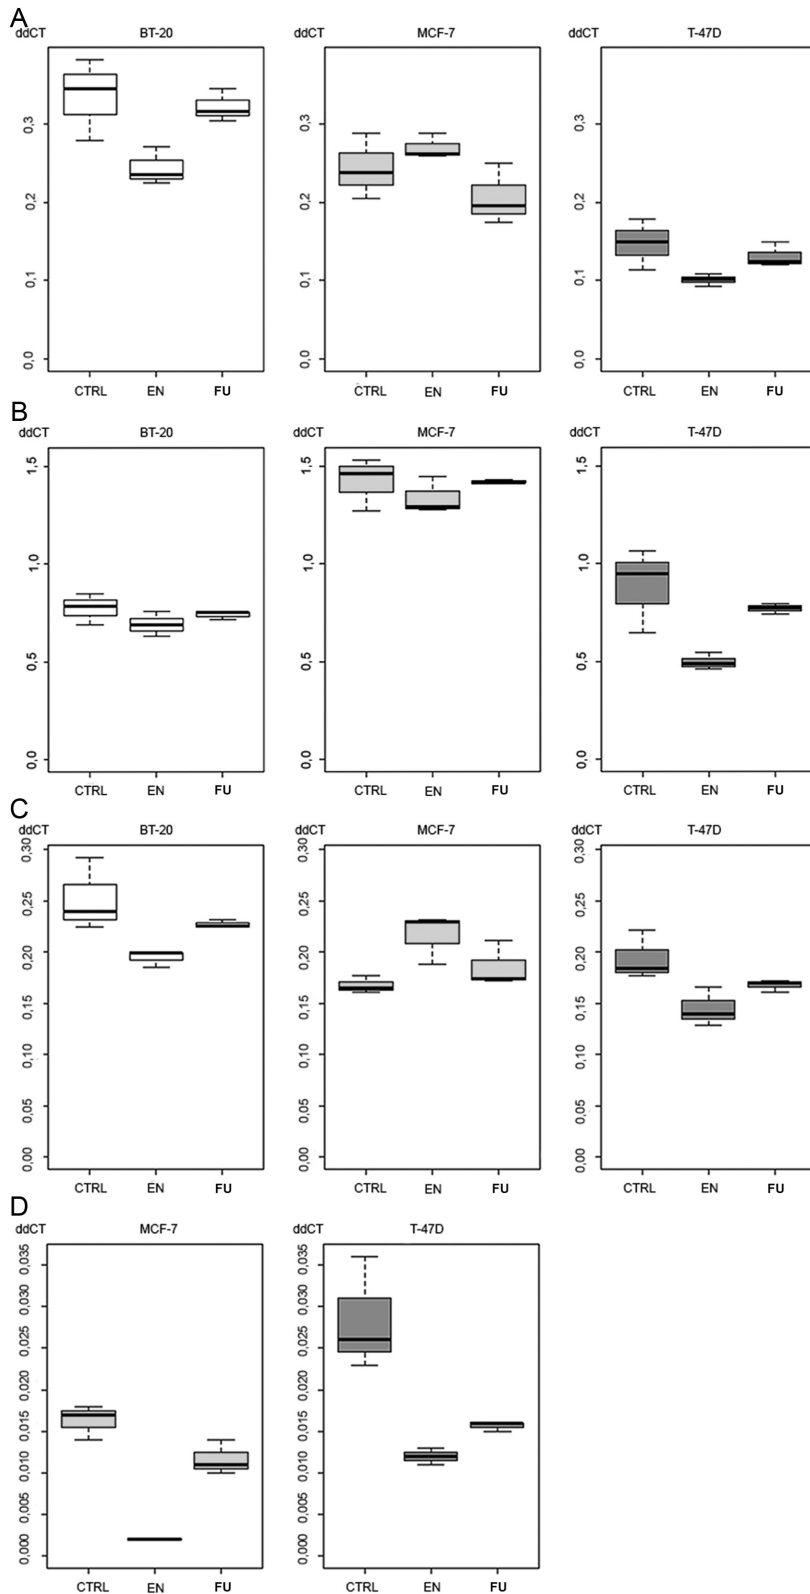 A
ddCT BT-20 ddCT MCF-7 ddCT T-47D
0,3 0,3 0,3
0,2 0,2 0,2
0,1 0,1 0,1
0,0 0,0 0,0
CTRL EN FU CTRL EN FU CTRL EN FU
B
ddCT BT-20 ddCT MCF-7 ddCT T-47D
1,5 1,5 1,5
1,0 1,0 1,0
0,5 0,5 0,5
0,0 0,0 0,0
CTRL EN FU CTRL EN FU CTRL EN FU
C
ddCT BT-20 ddCT MCF-7 ddCT T-47D
0,30 0,30 0,30
0,25 0,25 0,25
0,20 0,20 0,20
0,15 0,15 0,15
0,10 0,10 0,10
0,05 0,05 0,05
0,00 0,00 0,00
CTRL EN FU CTRL EN FU CTRL EN FU
D
ddCT MCF-7 ddCT T-47D
0,035 0,035
0,030 0,030
0,025 0,025
0,020 0,020
0,015 0,015
0,010 0,010
0,005 0,005
0,000 0,000
CTRL EN FU CTRL EN FU